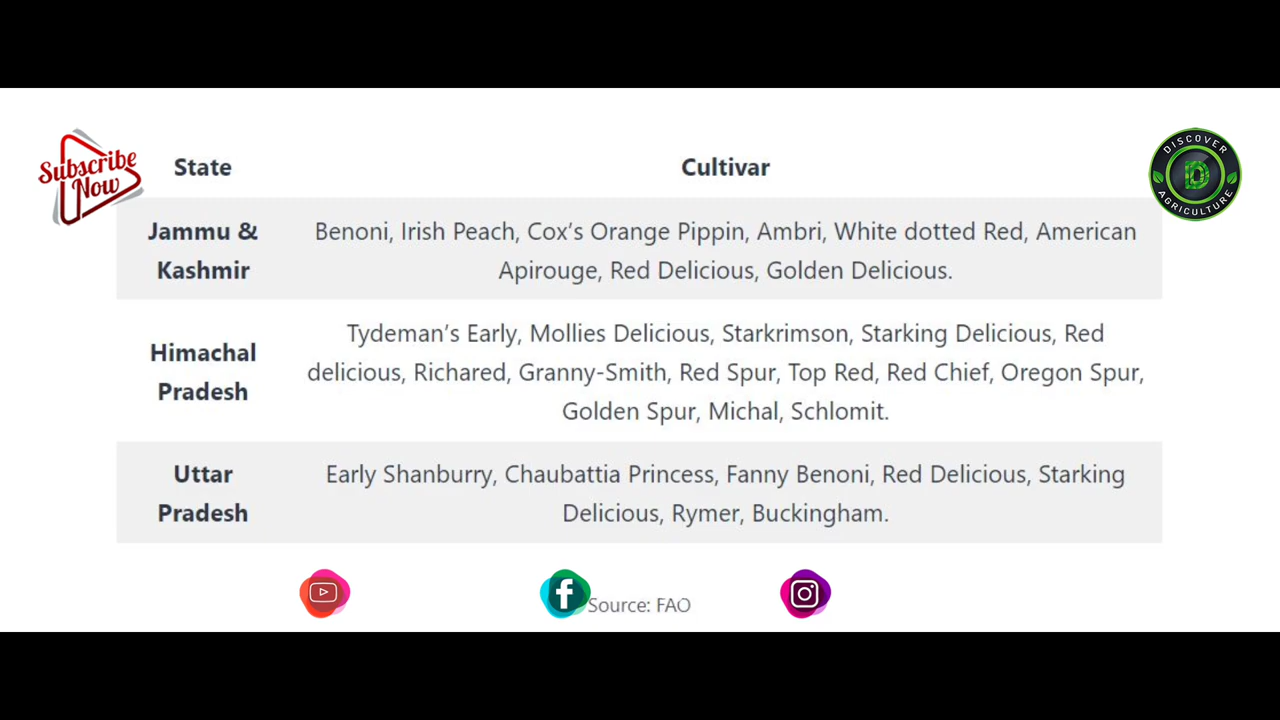 Subscribe
Now
State
Cultivar
DISCOVER
D
AGRICULTURE
Jammu &
Kashmir
Benoni, Irish Peach, Cox's Orange Pippin, Ambri, White dotted Red, American
Apirouge, Red Delicious, Golden Delicious.
Himachal
Pradesh
Tydeman's Early, Mollies Delicious, Starkrimson, Starking Delicious, Red
delicious, Richared, Granny-Smith, Red Spur, Top Red, Red Chief, Oregon Spur,
Golden Spur, Michal, Schlomit.
Uttar
Pradesh
Early Shanburry, Chaubattia Princess, Fanny Benoni, Red Delicious, Starking
Delicious, Rymer, Buckingham.
f
Source: FAO